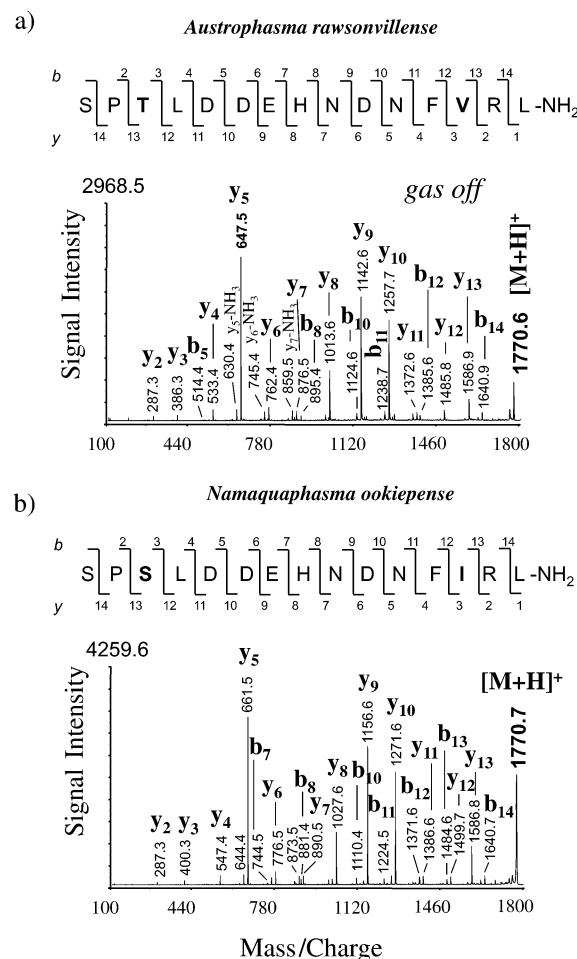 a)
Austrophasma rawsonvillense
b 2 3 4 5 6 7 8 9 10 11 12 13 14
S P T L D D E H N D N F V R L -NH2
y 14 13 12 11 10 9 8 7 6 5 4 3 2 1
2968.5
gas off
Signal Intensity
y2 287.3
y3 386.3
b5 514.4
y4 533.4
y5-NH3 630.4
y5 647.5
y6-NH3 745.4
y6 762.4
y7-NH3 859.5
y7 876.5
b8 895.4
y8 1013.6
b10 1124.6
y9 1142.6
b11 1238.7
y10 1257.7
y11 1372.6
b12 1385.6
y12 1485.8
y13 1586.9
b14 1640.9
[M+H]+ 1770.6
100 440 780 1120 1460 1800
b)
Namaquaphasma ookiepense
b 2 3 4 5 6 7 8 9 10 11 12 13 14
S P S L D D E H N D N F I R L -NH2
y 14 13 12 11 10 9 8 7 6 5 4 3 2 1
4259.6
Signal Intensity
y2 287.3
y3 400.3
y4 547.4
644.4
y5 661.5
b7 744.5
y6 776.5
873.5
b8 881.4
y7 890.5
y8 1027.6
b10 1110.4
y9 1156.6
b11 1224.5
y10 1271.6
b12 1371.6
y11 1386.6
b13 1484.6
y12 1499.7
y13 1586.8
b14 1640.7
[M+H]+ 1770.7
100 440 780 1120 1460 1800
Mass/Charge